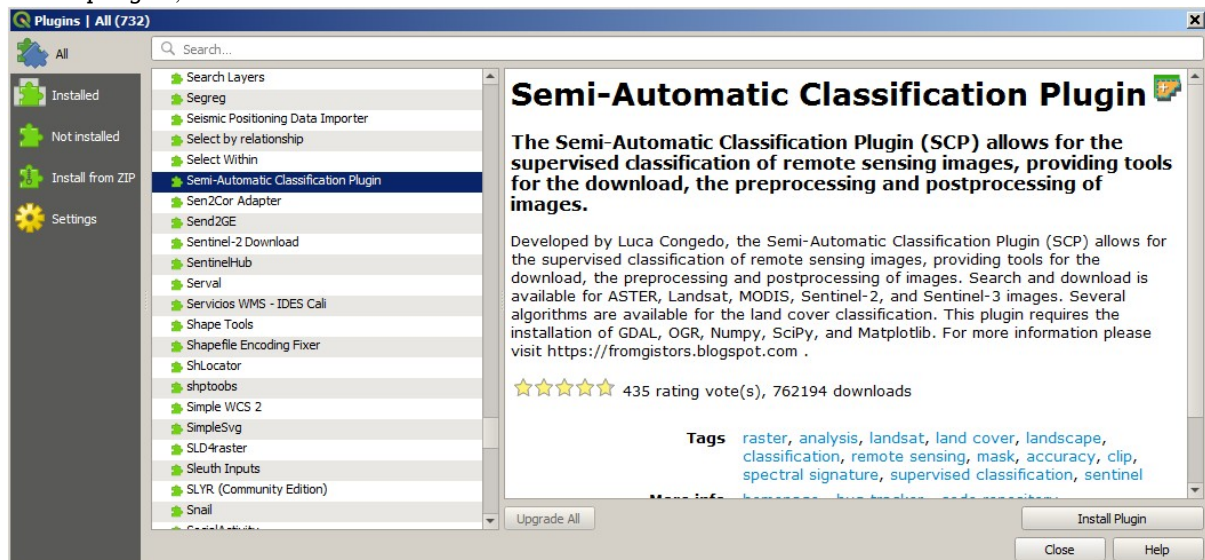 Plugins | All (732)
All
Installed
Not installed
Install from ZIP
Settings
Search...
Search Layers
Segreg
Seismic Positioning Data Importer
Select by relationship
Select Within
Semi-Automatic Classification Plugin
Sen2Cor Adapter
Send2GE
Sentinel-2 Download
SentinelHub
Serval
Servicios WMS - IDES Cali
Shape Tools
Shapefile Encoding Fixer
ShLocator
shptoobs
Simple WCS 2
SimpleSvg
SLD4raster
Sleuth Inputs
SLYR (Community Edition)
Snail
Semi-Automatic Classification Plugin
The Semi-Automatic Classification Plugin (SCP) allows for the
supervised classification of remote sensing images, providing tools
for the download, the preprocessing and postprocessing of
images.
Developed by Luca Congedo, the Semi-Automatic Classification Plugin (SCP) allows for
the supervised classification of remote sensing images, providing tools for the
download, the preprocessing and postprocessing of images. Search and download is
available for ASTER, Landsat, MODIS, Sentinel-2, and Sentinel-3 images. Several
algorithms are available for the land cover classification. This plugin requires the
installation of GDAL, OGR, Numpy, SciPy, and Matplotlib. For more information please
visit https://fromgistors.blogspot.com .
435 rating vote(s), 762194 downloads
Tags raster, analysis, landsat, land cover, landscape,
classification, remote sensing, mask, accuracy, clip,
spectral signature, supervised classification, sentinel
Upgrade All
Install Plugin
Close
Help